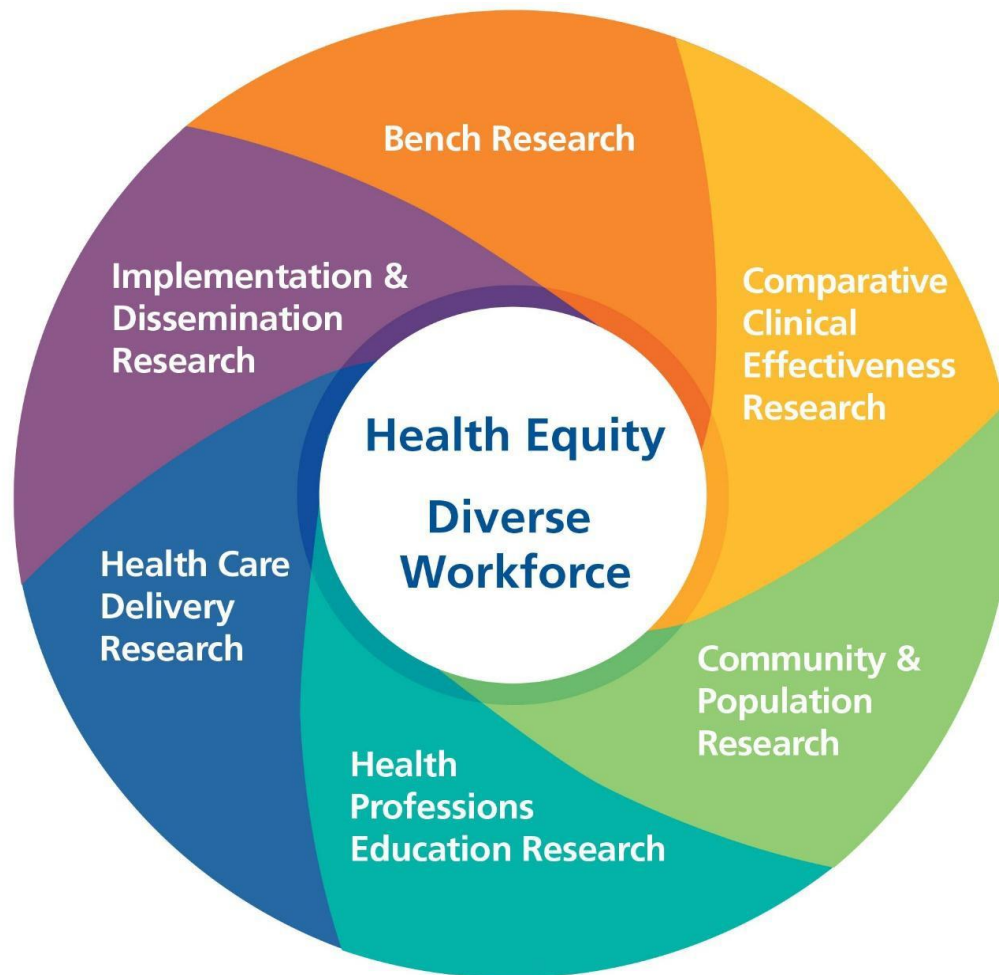 Bench Research
Comparative
Clinical
Effectiveness
Research
Community &
Population
Research
Health
Professions
Education Research
Health Care
Delivery
Research
Implementation &
Dissemination
Research
Health Equity
Diverse
Workforce